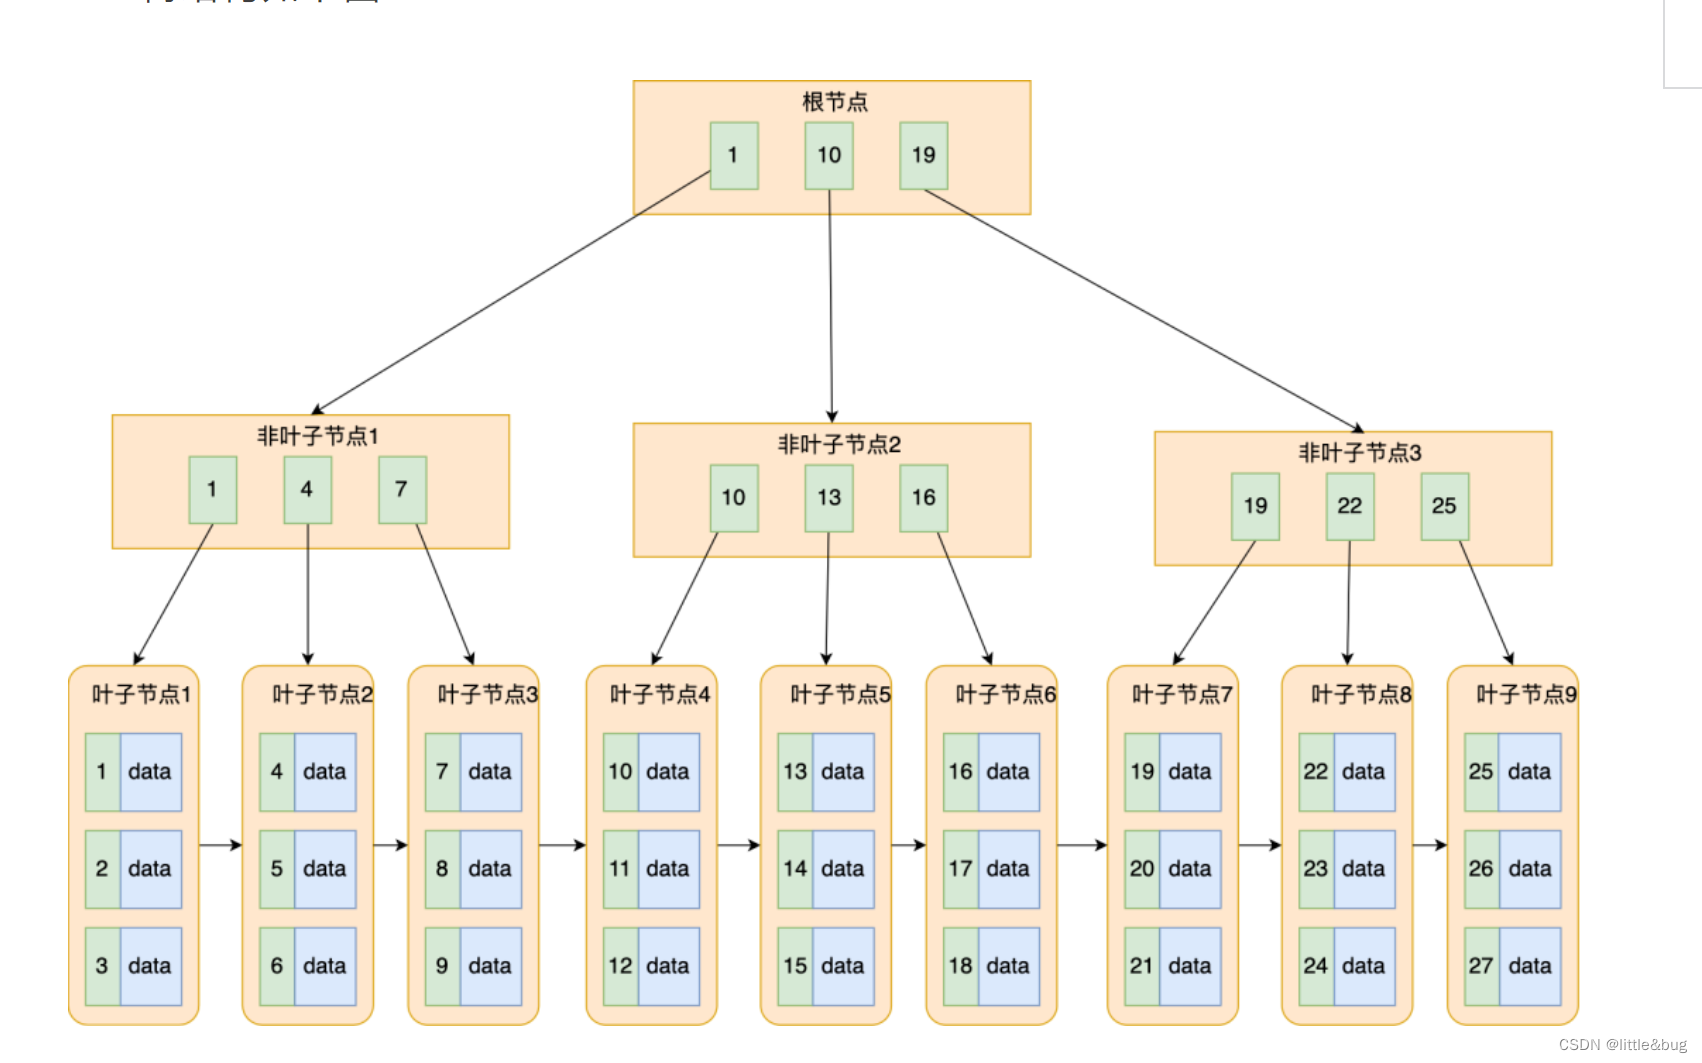 根节点
1 10 19
非叶子节点1
1 4 7
非叶子节点2
10 13 16
非叶子节点3
19 22 25
叶子节点1
1 data
2 data
3 data
叶子节点2
4 data
5 data
6 data
叶子节点3
7 data
8 data
9 data
叶子节点4
10 data
11 data
12 data
叶子节点5
13 data
14 data
15 data
叶子节点6
16 data
17 data
18 data
叶子节点7
19 data
20 data
21 data
叶子节点8
22 data
23 data
24 data
叶子节点9
25 data
26 data
27 data
CSDN @little&bug